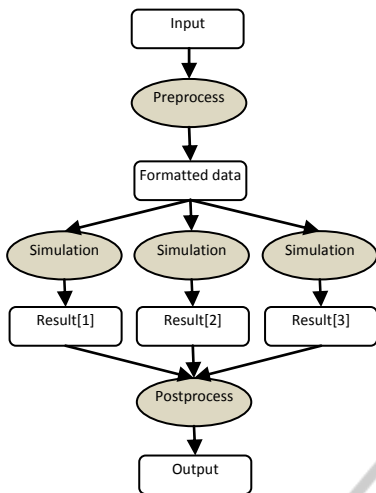 Input
Preprocess
Formatted data
Simulation Simulation Simulation
Result[1] Result[2] Result[3]
Postprocess
Output